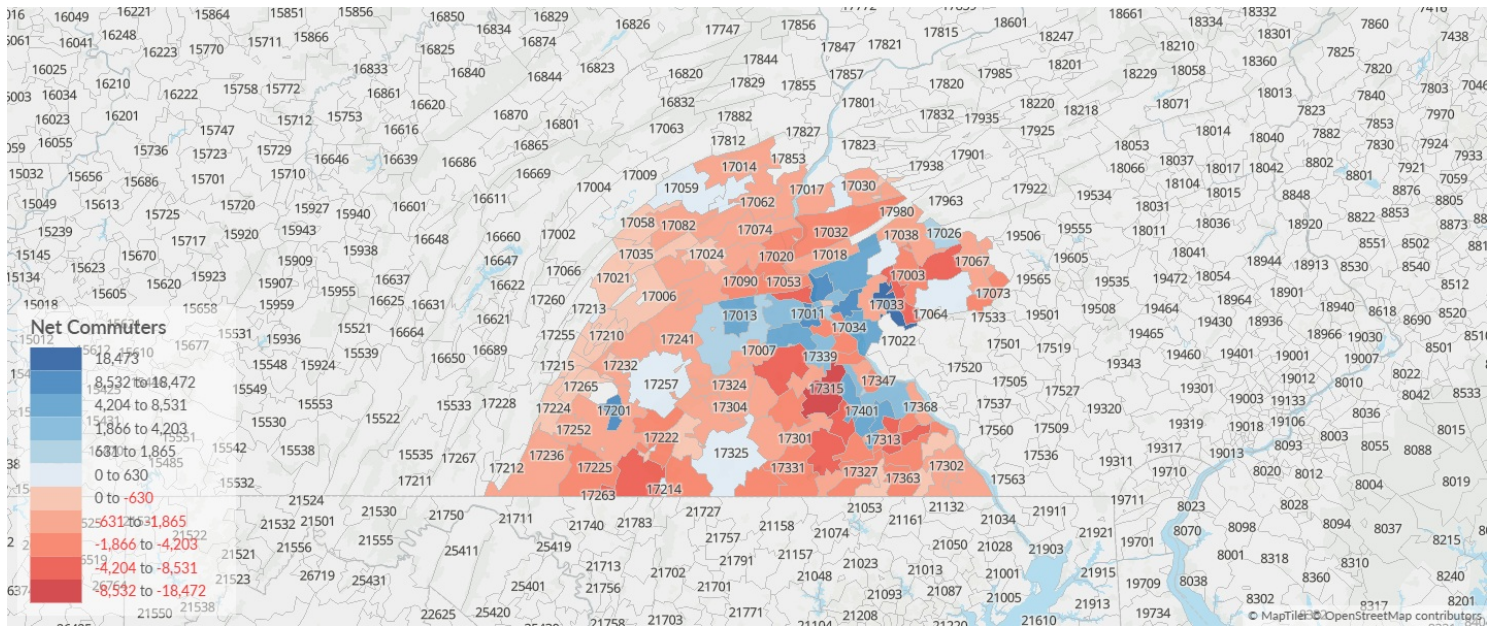 Net Commuters
18,473
8,532 to 18,472
4,204 to 8,531
1,866 to 4,203
631 to 1,865
0 to 630
0 to -630
-631 to -1,865
-1,866 to -4,203
-4,204 to -8,531
-8,532 to -18,472
16049 16221 15864 15851 15856 16850 16829 17856 18661 18332
16041 16248 15711 15866 16834 16826 17747 17821 17815 18601 18334 7860
16223 15770 16825 16874 17847 18247 18210 18301 7825 7438
16025 16833 16840 16844 16823 16820 17844 17857 17985 18201 18229 18058 18360 7820
16034 16210 16222 15758 15772 16861 16620 17829 17855 17820 18013 7840 7803
16023 16201 15712 15753 16832 17801 18220 18218 18071 7823
16055 15747 16616 16870 16801 17063 17882 17832 17935 17925 18014 18040 7882 7853 7924
15736 15723 15729 16646 16639 16865 17812 17827 17823 18053 7830 7933
15032 15656 15686 15701 15710 16686 16669 17009 17014 17853 17938 17901 18066 18037 18017 18042 8802 8801 7921 7059
15049 15613 15725 15720 15927 15940 16601 16611 17004 17059 17062 17017 17030 17922 19534 18104 18015 8848 8876 8805
15239 15717 15920 15943 16648 16660 17002 17058 17082 17074 17032 17980 17963 18031 18036 18920 8822 8853 8873
15145 15670 15909 15938 16647 17035 17024 17020 17018 17038 17026 19506 19555 18011 18041 8551 8502
15134 15623 15620 15923 15907 16637 16622 17066 17021 17090 17053 17003 17067 19565 19605 19535 19472 18054 18944 18913 8530 8540
15018 15605 15658 15959 15955 16625 16631 17260 17213 17006 17073 19508 18964 18901 18940 8512
15531 15936 15521 16664 17255 17210 17013 17011 17033 17064 17533 19501 19464 19430 18936 8618 8690 8520
15012 15677 15539 16650 16689 17241 17034 17022 19465 18966 19030
15548 15924 17215 17232 17007 17339 17520 17507 17519 19343 19460 19401 19001 19007 8501
15549 17265 17257 17324 17315 17347 17505 17527 19301 19003 19012 8010 8533
15553 15522 15533 17228 17224 17201 17304 17401 17368 17537 19320 19133 8042
15530 17252 17222 17301 17313 17560 17509 19319 19018 19106 8036 8015
15542 15538 15535 17267 17236 17225 17325 17331 17327 17302 17536 19317 19311 19710 19013 8093 8003 8055 8088
15532 17211 17212 17263 17214 17363 17563 8020 8012 8004 8019
21524 21530 21750 21711 21727 21053 21132 21911 19711 8023 8028
21532 21501 21740 21783 21158 21074 21161 21034 21921 8070 8098 8094 8037
21521 21556 21555 25411 25419 21757 21157 21050 21028 21903 19701 8001 8318 8215
21523 26719 25431 25401 21713 21791 21023 21013 21001 21915 19709 8038 8360 8240
21550 21538 22625 25420 21756 21702 21701 21048 21093 21087 21005 21913 19734 8302 8317 8201
21758 21703 21771 21208 21610
© MapTiler © OpenStreetMap contributors